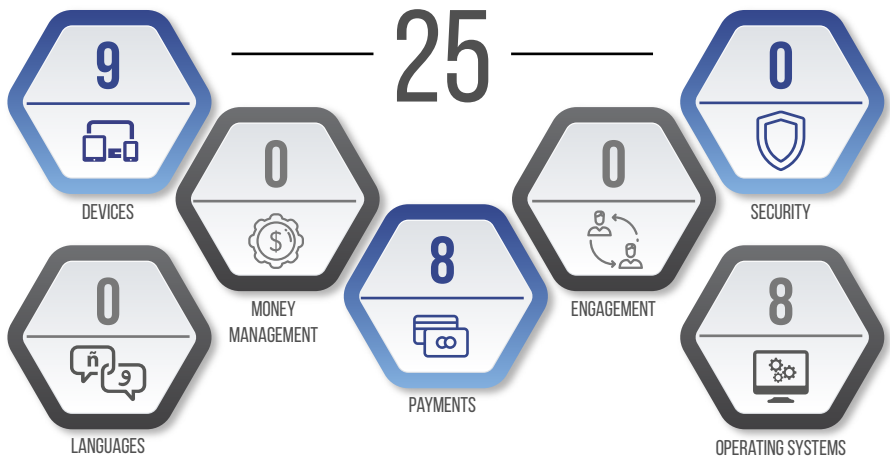 25
9
DEVICES
0
MONEY
MANAGEMENT
8
PAYMENTS
0
ENGAGEMENT
0
SECURITY
0
ñ
و
LANGUAGES
8
OPERATING SYSTEMS